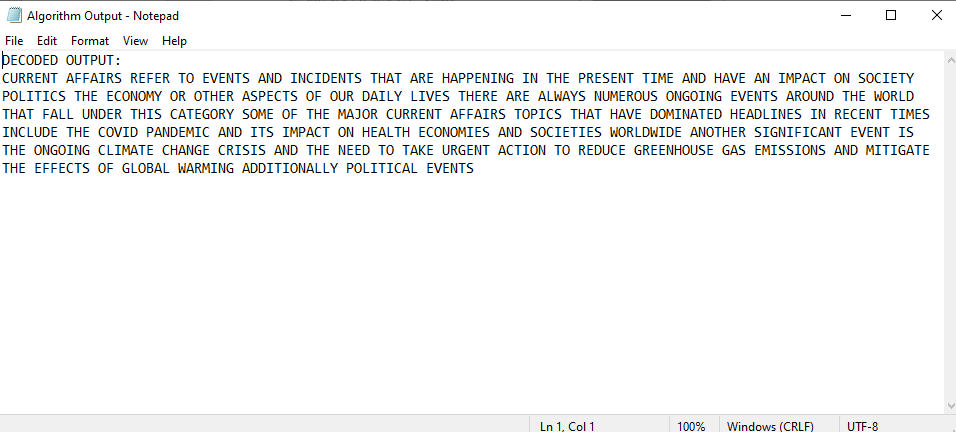 Algorithm Output - Notepad
File Edit Format View Help
DECODED OUTPUT:
CURRENT AFFAIRS REFER TO EVENTS AND INCIDENTS THAT ARE HAPPENING IN THE PRESENT TIME AND HAVE AN IMPACT ON SOCIETY
POLITICS THE ECONOMY OR OTHER ASPECTS OF OUR DAILY LIVES THERE ARE ALWAYS NUMEROUS ONGOING EVENTS AROUND THE WORLD
THAT FALL UNDER THIS CATEGORY SOME OF THE MAJOR CURRENT AFFAIRS TOPICS THAT HAVE DOMINATED HEADLINES IN RECENT TIMES
INCLUDE THE COVID PANDEMIC AND ITS IMPACT ON HEALTH ECONOMIES AND SOCIETIES WORLDWIDE ANOTHER SIGNIFICANT EVENT IS
THE ONGOING CLIMATE CHANGE CRISIS AND THE NEED TO TAKE URGENT ACTION TO REDUCE GREENHOUSE GAS EMISSIONS AND MITIGATE
THE EFFECTS OF GLOBAL WARMING ADDITIONALLY POLITICAL EVENTS
Ln 1, Col 1 100% Windows (CRLF) UTF-8